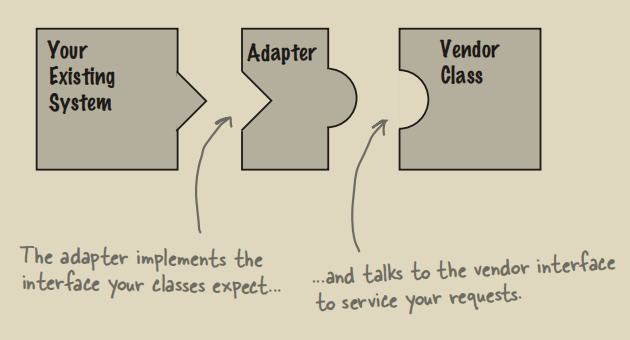 Your
Existing
System
Adapter
Vendor
Class
The adapter implements the
interface your classes expect...
...and talks to the vendor interface
to service your requests.